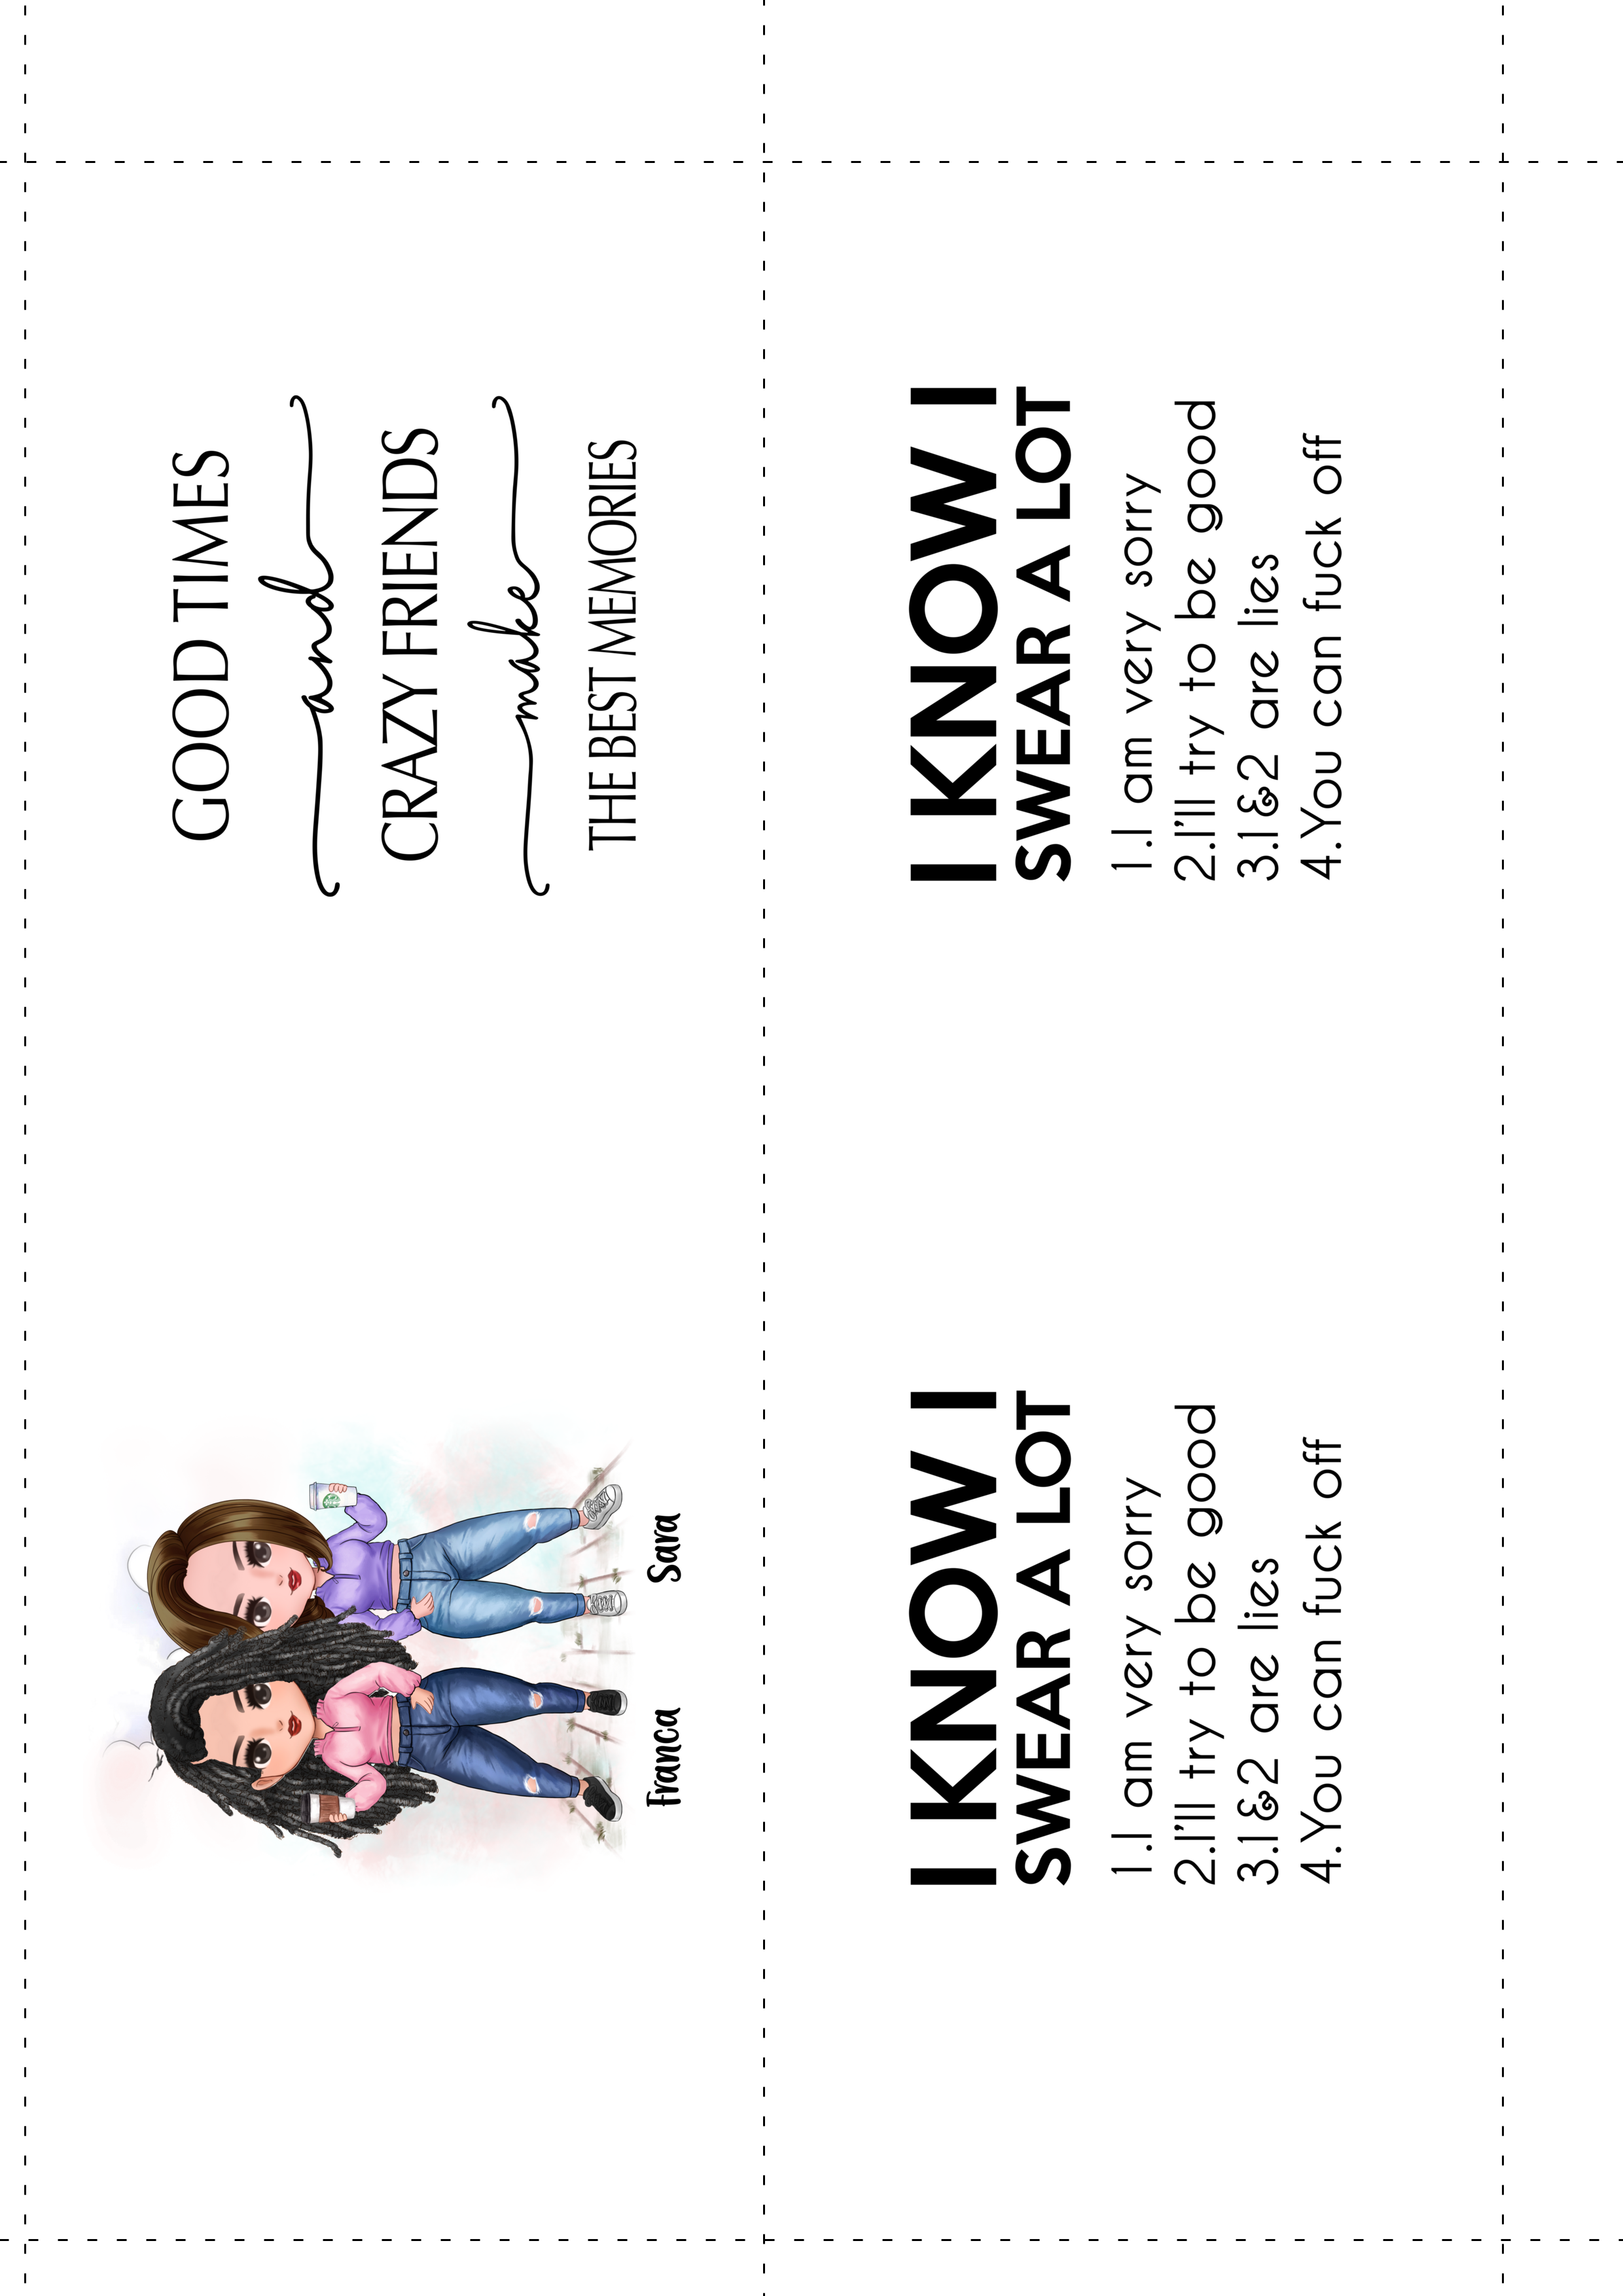 GOOD TIMES
and
CRAZY FRIENDS
make
THE BEST MEMORIES
Franca
Sara
I KNOW I
SWEAR A LOT
1.I am very sorry
2.I'll try to be good
3.1&2 are lies
4.You can fuck off
I KNOW I
SWEAR A LOT
1.I am very sorry
2.I'll try to be good
3.1&2 are lies
4.You can fuck off